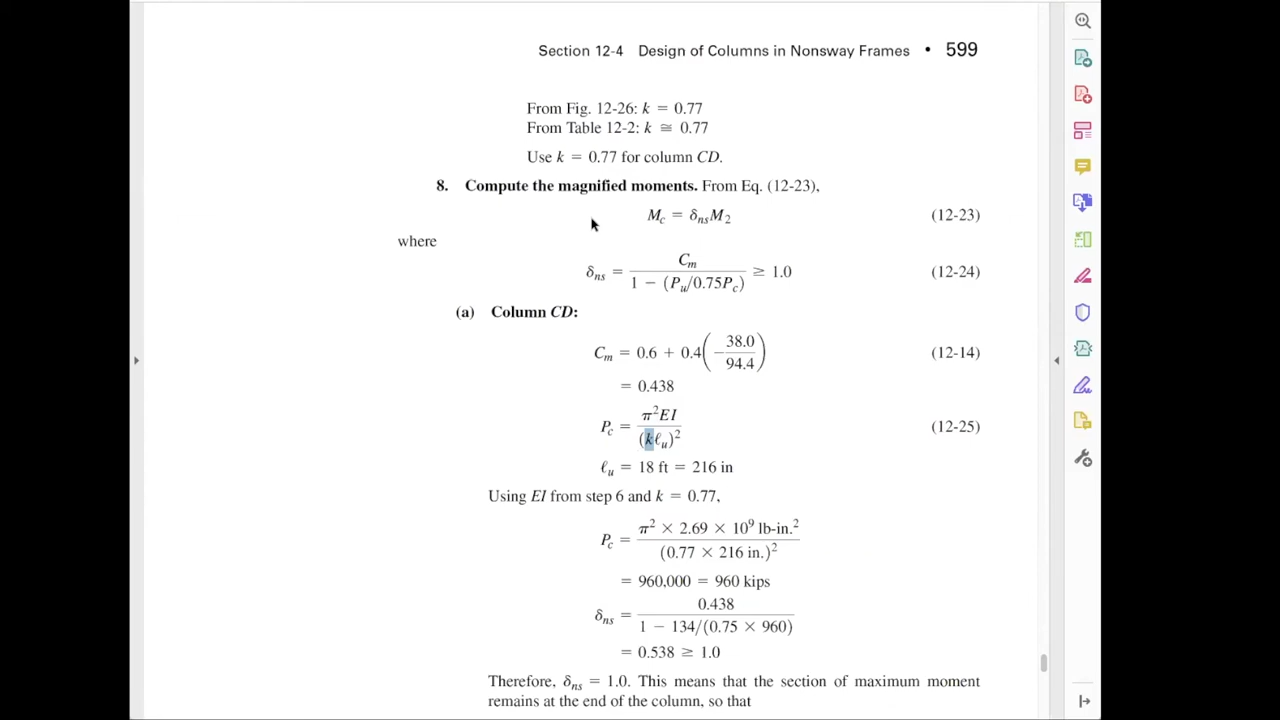 Section 12-4 Design of Columns in Nonsway Frames • 599
From Fig. 12-26: k = 0.77
From Table 12-2: k ≅ 0.77
Use k = 0.77 for column CD.
8. Compute the magnified moments. From Eq. (12-23),
M_c = δ_ns M_2 (12-23)
where
δ_ns = C_m / (1 − (P_u/0.75P_c)) ≥ 1.0 (12-24)
(a) Column CD:
C_m = 0.6 + 0.4(−38.0/94.4) (12-14)
= 0.438
P_c = π²EI / (kℓ_u)² (12-25)
ℓ_u = 18 ft = 216 in
Using EI from step 6 and k = 0.77,
P_c = π² × 2.69 × 10⁹ lb-in.² / (0.77 × 216 in.)²
= 960,000 = 960 kips
δ_ns = 0.438 / (1 − 134/(0.75 × 960))
= 0.538 ≥ 1.0
Therefore, δ_ns = 1.0. This means that the section of maximum moment
remains at the end of the column, so that